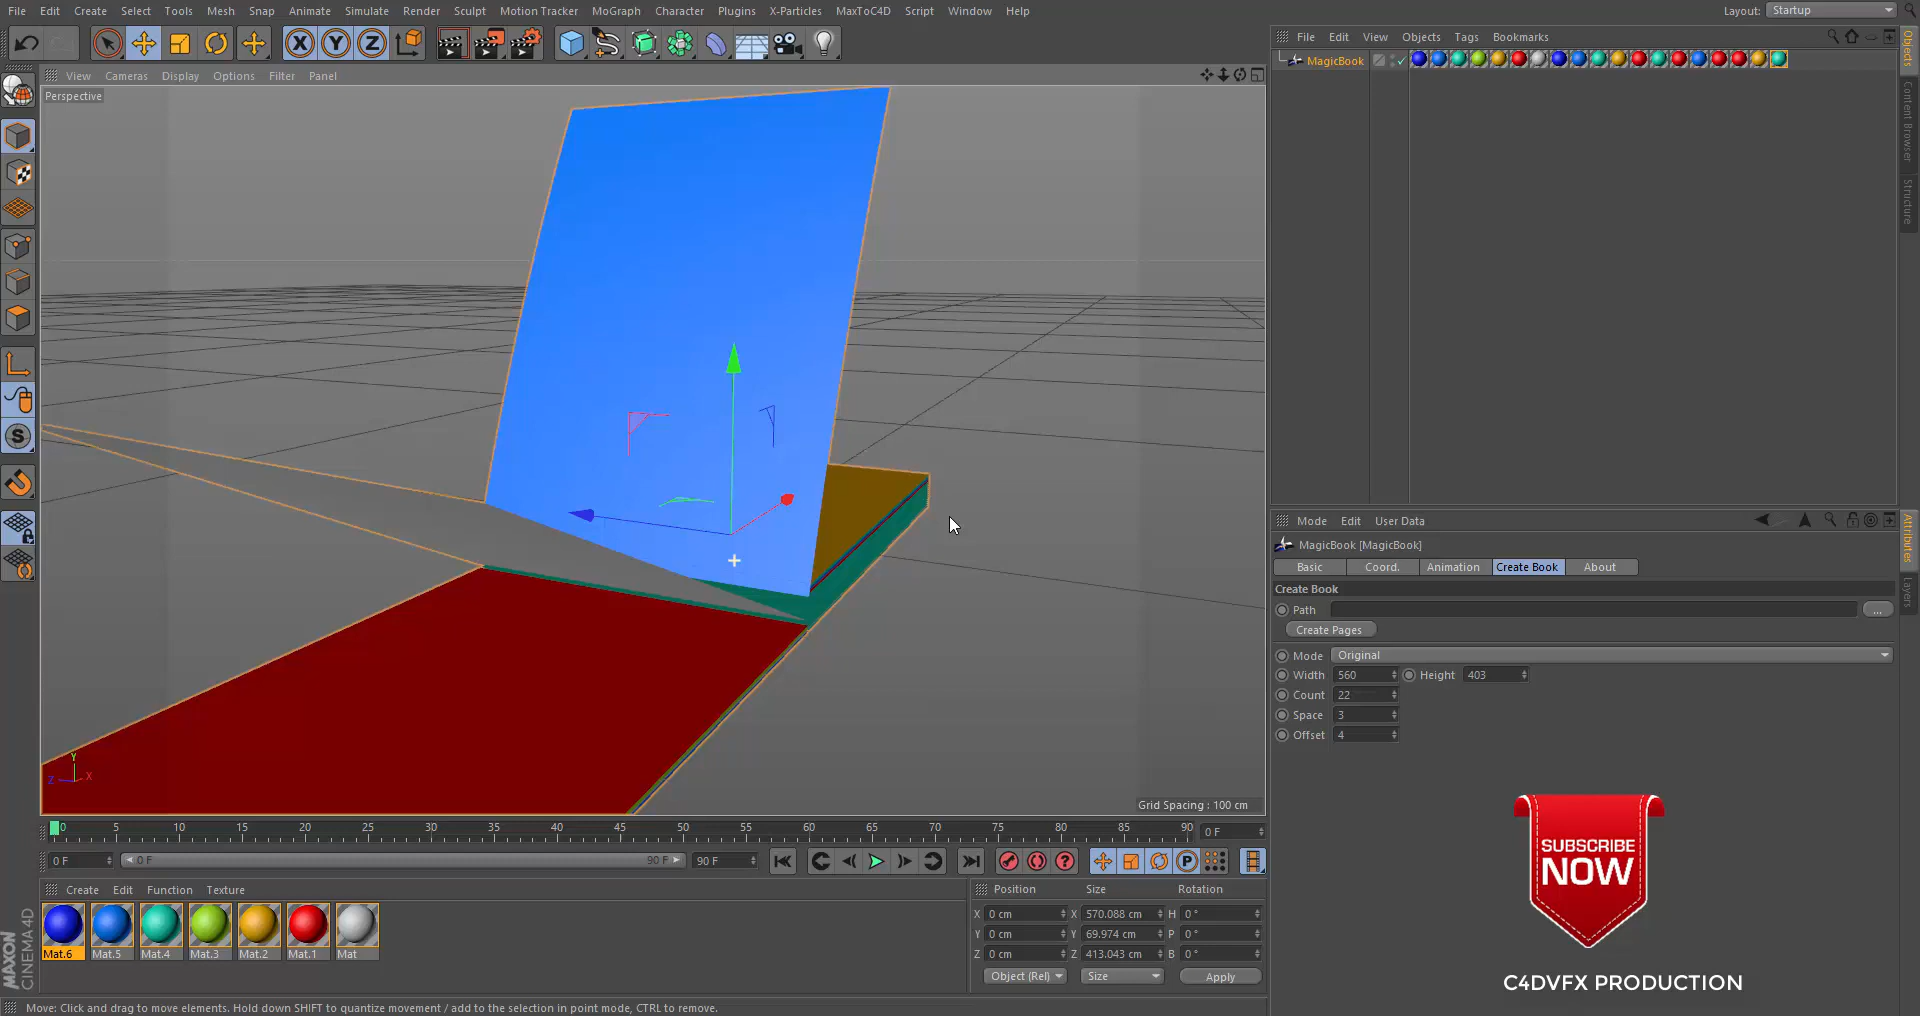 File Edit Create Select Tools Mesh Snap Animate Simulate Render Sculpt Motion Tracker MoGraph Character Plugins X-Particles MaxToC4D Script Window Help
Layout: Startup
X Y Z
File Edit View Objects Tags Bookmarks
MagicBook
View Cameras Display Options Filter Panel
Perspective
Objects
Content Browser
Structure
Mode Edit User Data
MagicBook [MagicBook]
Basic Coord. Animation Create Book About
Create Book
Path ...
Create Pages
Mode Original
Width 560 Height 403
Count 22
Space 3
Offset 4
Attributes
Layers
S
Y
Z X
Grid Spacing : 100 cm
0 5 10 15 20 25 30 35 40 45 50 55 60 65 70 75 80 85 90 0 F
0 F 0 F 90 F 90 F
P
Create Edit Function Texture
Mat.6 Mat.5 Mat.4 Mat.3 Mat.2 Mat.1 Mat
Position Size Rotation
X 0 cm X 570.088 cm H 0 °
Y 0 cm Y 69.974 cm P 0 °
Z 0 cm Z 413.043 cm B 0 °
Object (Rel) Size Apply
MAXON
CINEMA 4D
SUBSCRIBE
NOW
C4DVFX PRODUCTION
Move: Click and drag to move elements. Hold down SHIFT to quantize movement / add to the selection in point mode, CTRL to remove.